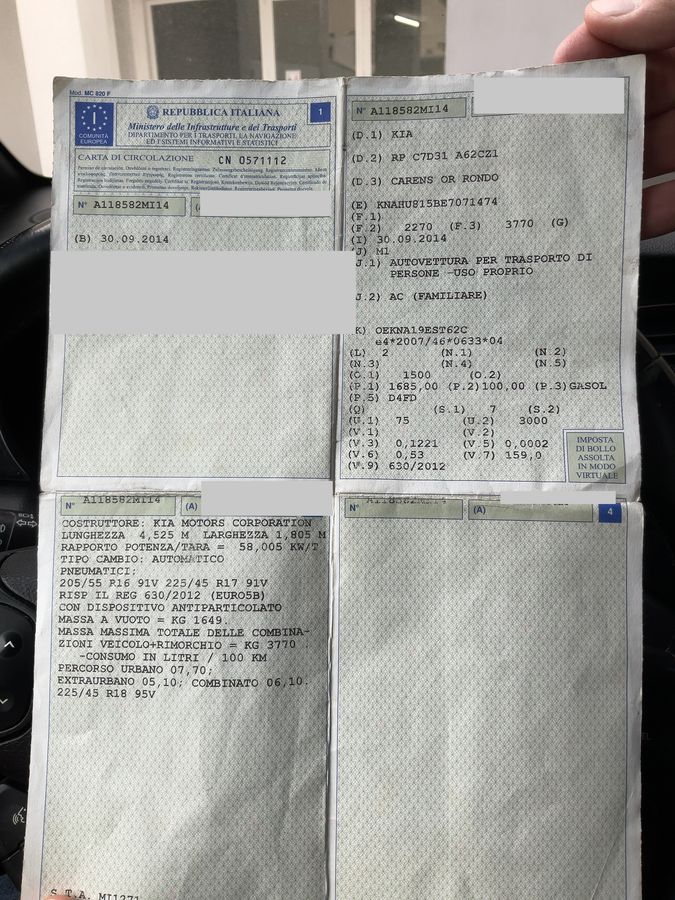 Mod. MC 820 F
I
COMUNITÀ
EUROPEA
REPUBBLICA ITALIANA
1
Ministero delle Infrastrutture e dei Trasporti
DIPARTIMENTO PER I TRASPORTI, LA NAVIGAZIONE
ED I SISTEMI INFORMATIVI E STATISTICI
CARTA DI CIRCOLAZIONE CN 0571112
N° A118582MI14
(B) 30.09.2014
N° A118582MI14
(D.1) KIA
(D.2) RP C7D31 A62CZ1
(D.3) CARENS OR RONDO
(E) KNAHU815BE7071474
(F.1)
(F.2) 2270 (F.3) 3770 (G)
(I) 30.09.2014
(J) M1
(J.1) AUTOVETTURA PER TRASPORTO DI
PERSONE -USO PROPRIO
(J.2) AC (FAMILIARE)
(K) OEKNA19EST62C
e4*2007/46*0633*04
(L) 2 (N.1) (N.2)
(N.3) (N.4) (N.5)
(O.1) 1500 (O.2)
(P.1) 1685,00 (P.2)100,00 (P.3)GASOL
(P.5) D4FD
(Q) (S.1) 7 (S.2)
(U.1) 75 (U.2) 3000
(V.1) (V.2)
(V.3) 0,1221 (V.5) 0,0002
(V.6) 0,53 (V.7) 159,0
(V.9) 630/2012
IMPOSTA
DI BOLLO
ASSOLTA
IN MODO
VIRTUALE
N° A118582MI14 (A)
COSTRUTTORE: KIA MOTORS CORPORATION
LUNGHEZZA 4,525 M LARGHEZZA 1,805 M
RAPPORTO POTENZA/TARA = 58,005 KW/T
TIPO CAMBIO: AUTOMATICO
PNEUMATICI:
205/55 R16 91V 225/45 R17 91V
RISP IL REG 630/2012 (EURO5B)
CON DISPOSITIVO ANTIPARTICOLATO
MASSA A VUOTO = KG 1649.
MASSA MASSIMA TOTALE DELLE COMBINA-
ZIONI VEICOLO+RIMORCHIO = KG 3770 .
-CONSUMO IN LITRI / 100 KM
PERCORSO URBANO 07,70;
EXTRAURBANO 05,10; COMBINATO 06,10.
225/45 R18 95V
S.T.A. MI1271
N° A118582MI14 (A)
4